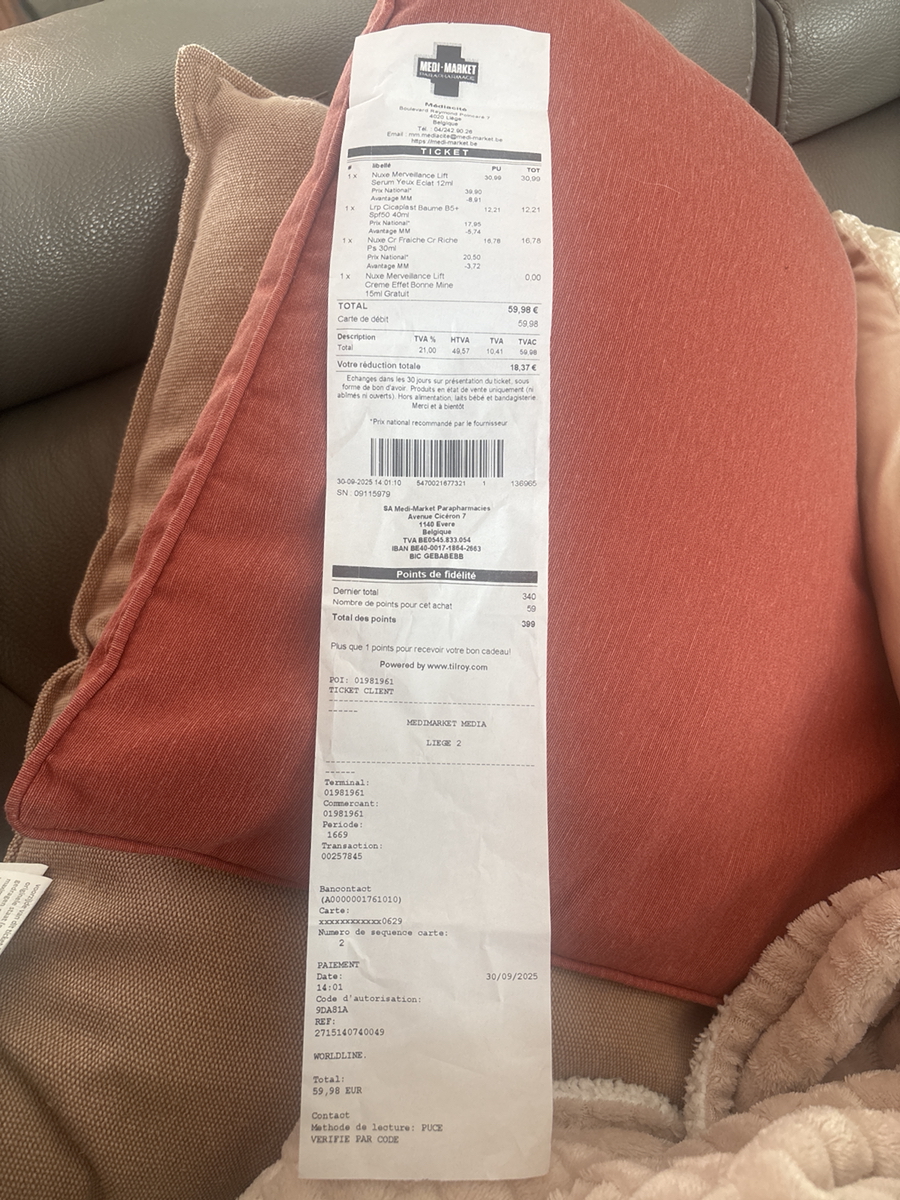 MEDI-MARKET
PARAPHARMACIE
Médiacité
Boulevard Raymond Poincaré 7
4020 Liège
Belgique
Tél. : 04/242.90.26
Email : mm.mediacite@medi-market.be
https://medi-market.be
TICKET
# libellé PU TOT
1 x Nuxe Merveillance Lift 30,99 30,99
Serum Yeux Eclat 12ml
Prix National* 39,90
Avantage MM -8,91
1 x Lrp Cicaplast Baume B5+ 12,21 12,21
Spf50 40ml
Prix National* 17,95
Avantage MM -5,74
1 x Nuxe Cr Fraiche Cr Riche 16,78 16,78
Ps 30ml
Prix National* 20,50
Avantage MM -3,72
1 x Nuxe Merveillance Lift 0,00
Creme Effet Bonne Mine
15ml Gratuit
TOTAL 59,98 €
Carte de débit 59,98
Description TVA % HTVA TVA TVAC
Total 21,00 49,57 10,41 59,98
Votre réduction totale 18,37 €
Echanges dans les 30 jours sur présentation du ticket, sous
forme de bon d'avoir. Produits en état de vente uniquement (ni
abîmés ni ouverts). Hors alimentation, laits bébé et bandagisterie.
Merci et à bientôt
*Prix national recommandé par le fournisseur
30-09-2025 14:01:10 5470021677321 1 136965
SN : 09115979
SA Medi-Market Parapharmacies
Avenue Cicéron 7
1140 Evere
Belgique
TVA BE0545.833.054
IBAN BE40-0017-1864-2663
BIC GEBABEBB
Points de fidélité
Dernier total 340
Nombre de points pour cet achat 59
Total des points 399
Plus que 1 points pour recevoir votre bon cadeau!
Powered by www.tilroy.com
POI: 01981961
TICKET CLIENT
------------------------------------
------
MEDIMARKET MEDIA
LIEGE 2
------------------------------------
------
Terminal:
01981961
Commercant:
01981961
Periode:
1669
Transaction:
00257845
Bancontact
(A0000001761010)
Carte:
xxxxxxxxxxxx0629
Numero de sequence carte:
2
PAIEMENT
Date: 30/09/2025
14:01
Code d'autorisation:
9DA81A
REF:
2715140740049
WORLDLINE.
Total:
59,98 EUR
Contact
Methode de lecture: PUCE
VERIFIE PAR CODE